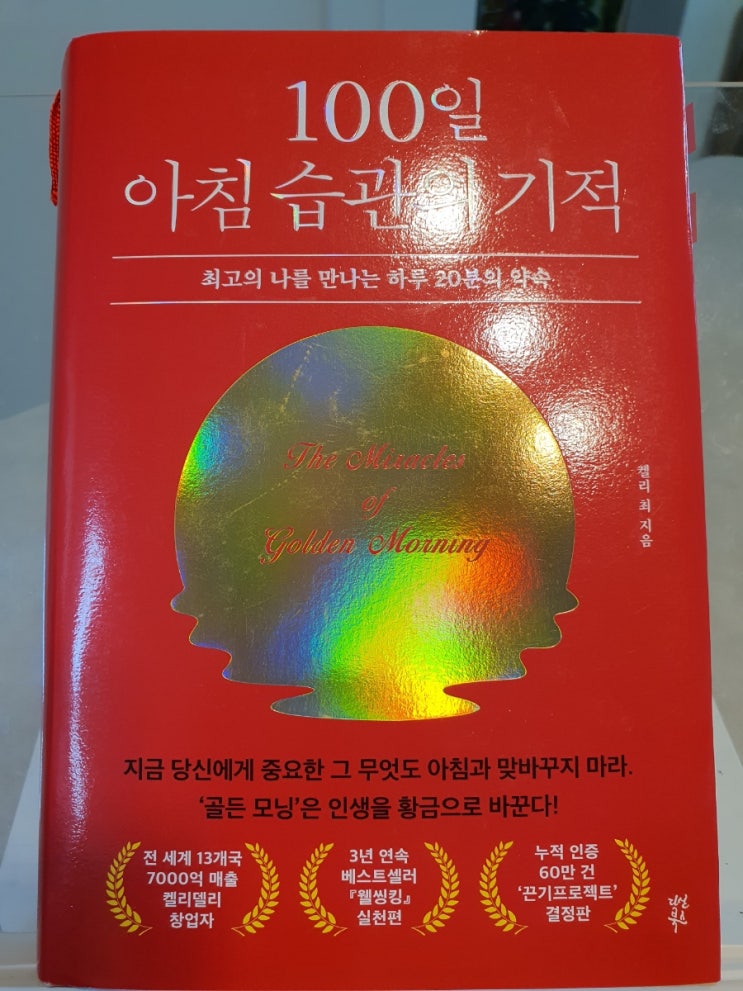 100일
아침 습관의 기적
최고의 나를 만나는 하루 20분의 약속
The Miracles
of
Golden Morning
켈리 최 지음
지금 당신에게 중요한 그 무엇도 아침과 맞바꾸지 마라.
‘골든 모닝’은 인생을 황금으로 바꾼다!
전 세계 13개국
7000억 매출
켈리델리
창업자
3년 연속
베스트셀러
『웰씽킹』
실천편
누적 인증
60만 건
‘끈기프로젝트’
결정판
다산
북스